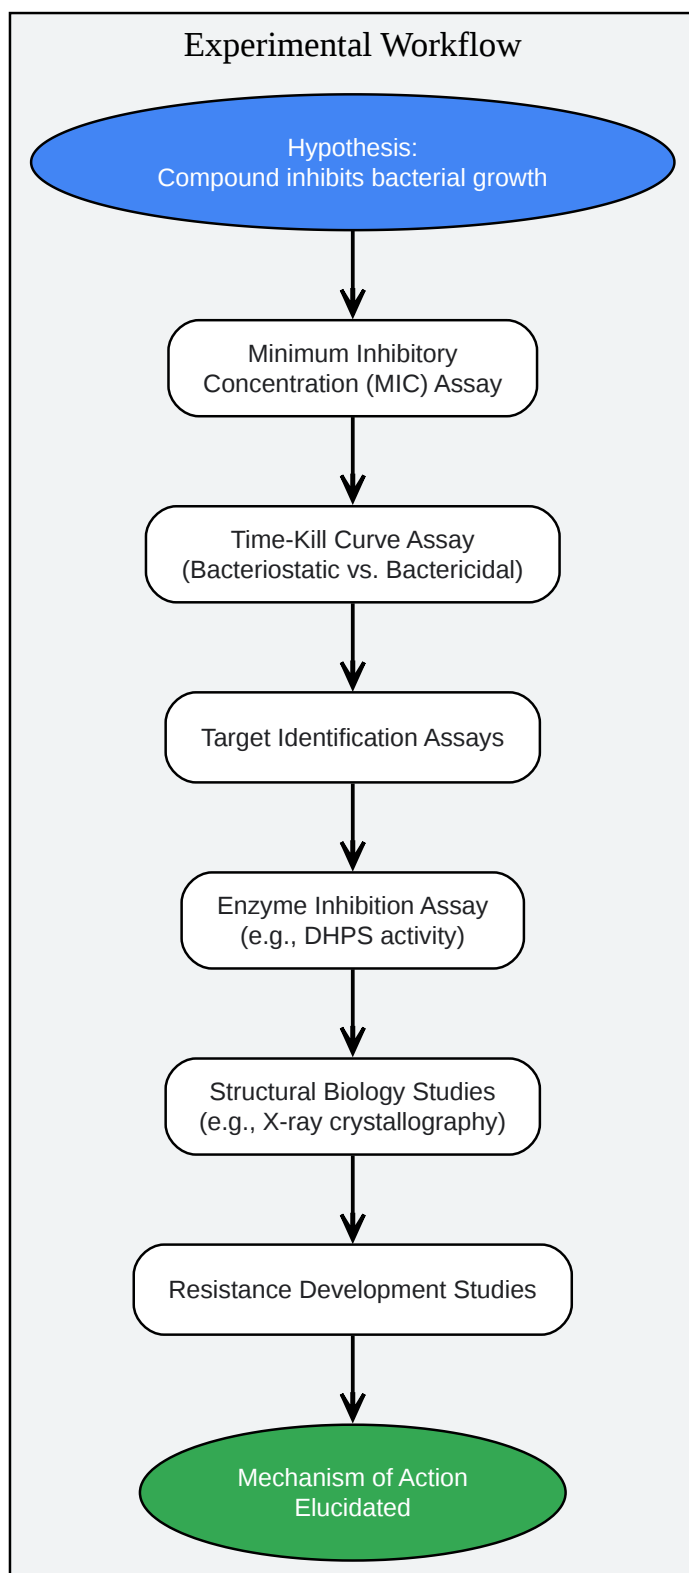 Experimental Workflow
Hypothesis:
Compound inhibits bacterial growth
Minimum Inhibitory
Concentration (MIC) Assay
Time-Kill Curve Assay
(Bacteriostatic vs. Bactericidal)
Target Identification Assays
Enzyme Inhibition Assay
(e.g., DHPS activity)
Structural Biology Studies
(e.g., X-ray crystallography)
Resistance Development Studies
Mechanism of Action
Elucidated